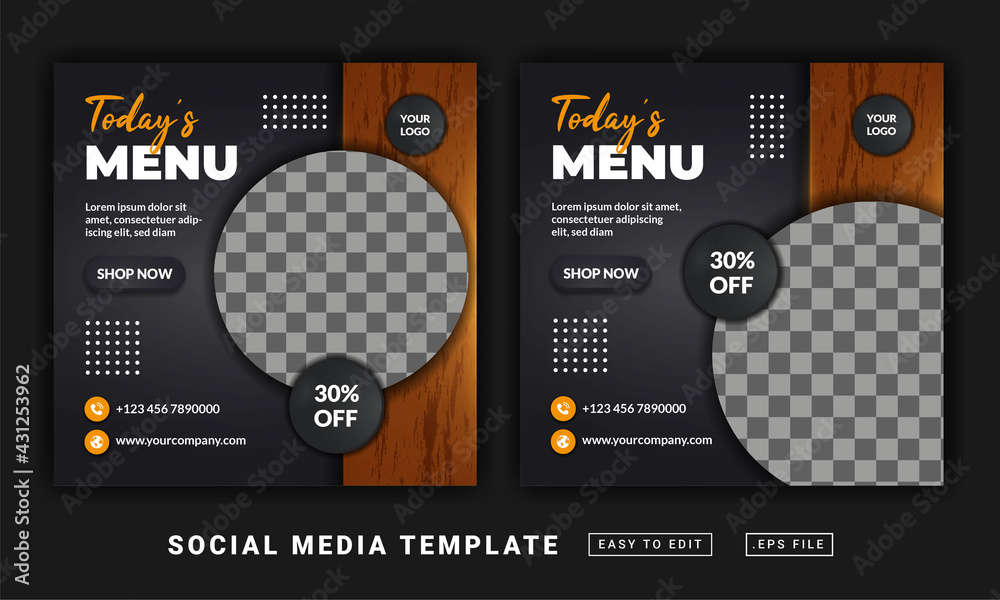 Today's
MENU
Lorem ipsum dolor sit
amet, consectetuer adip-
iscing elit, sed diam
SHOP NOW
+123 456 7890000
www.yourcompany.com
YOUR
LOGO
30%
OFF
Today's
MENU
Lorem ipsum dolor sit amet,
consectetuer adipiscing
elit, sed diam
SHOP NOW
+123 456 7890000
www.yourcompany.com
YOUR
LOGO
30%
OFF
SOCIAL MEDIA TEMPLATE
EASY TO EDIT
.EPS FILE
Adobe Stock | #431253962